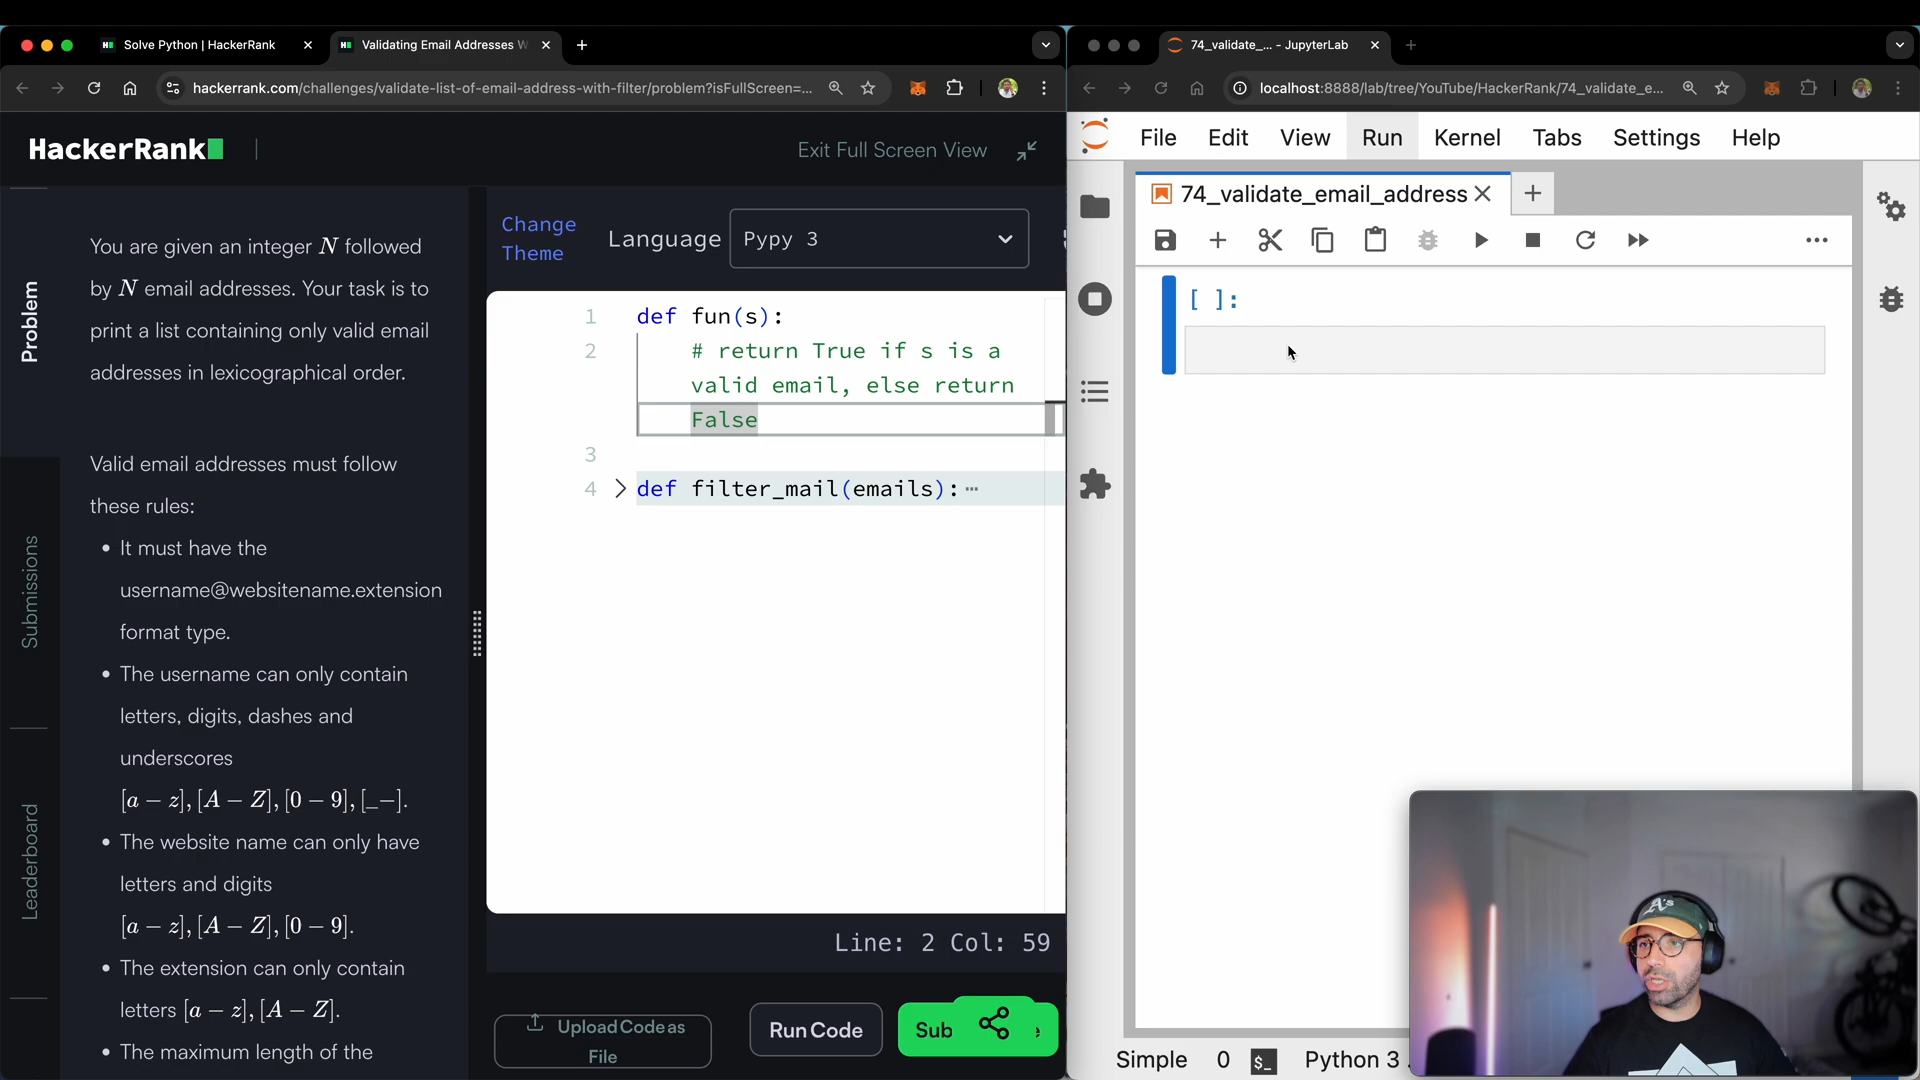 Solve Python | HackerRank
Validating Email Addresses W
74_validate_... - JupyterLab
hackerrank.com/challenges/validate-list-of-email-address-with-filter/problem?isFullScreen=...
localhost:8888/lab/tree/YouTube/HackerRank/74_validate_e...
HackerRank
Exit Full Screen View
File Edit View Run Kernel Tabs Settings Help
74_validate_email_address
Problem
Submissions
Leaderboard
You are given an integer N followed
by N email addresses. Your task is to
print a list containing only valid email
addresses in lexicographical order.
Valid email addresses must follow
these rules:
• It must have the
username@websitename.extension
format type.
• The username can only contain
letters, digits, dashes and
underscores
[a − z], [A − Z], [0 − 9], [_−].
• The website name can only have
letters and digits
[a − z], [A − Z], [0 − 9].
• The extension can only contain
letters [a − z], [A − Z].
• The maximum length of the
Change
Theme
Language
Pypy 3
1 def fun(s):
2 # return True if s is a
valid email, else return
False
3
4 def filter_mail(emails):
Line: 2 Col: 59
Upload Code as
File
Run Code
Sub
[ ]:
Simple 0 $_ Python 3
A's